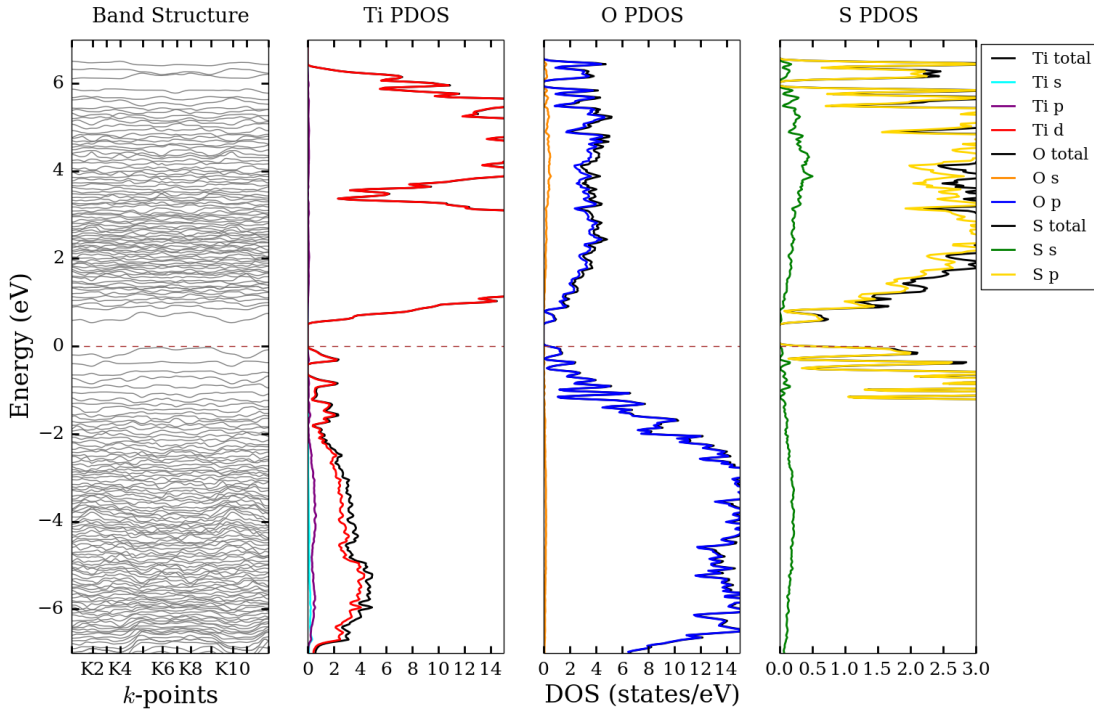 Band Structure
Ti PDOS
O PDOS
S PDOS
Energy (eV)
6
4
2
0
−2
−4
−6
K2 K4 K6 K8 K10
k-points
0 2 4 6 8 10 12 14
0 2 4 6 8 10 12 14
DOS (states/eV)
0.0 0.5 1.0 1.5 2.0 2.5 3.0
Ti total
Ti s
Ti p
Ti d
O total
O s
O p
S total
S s
S p